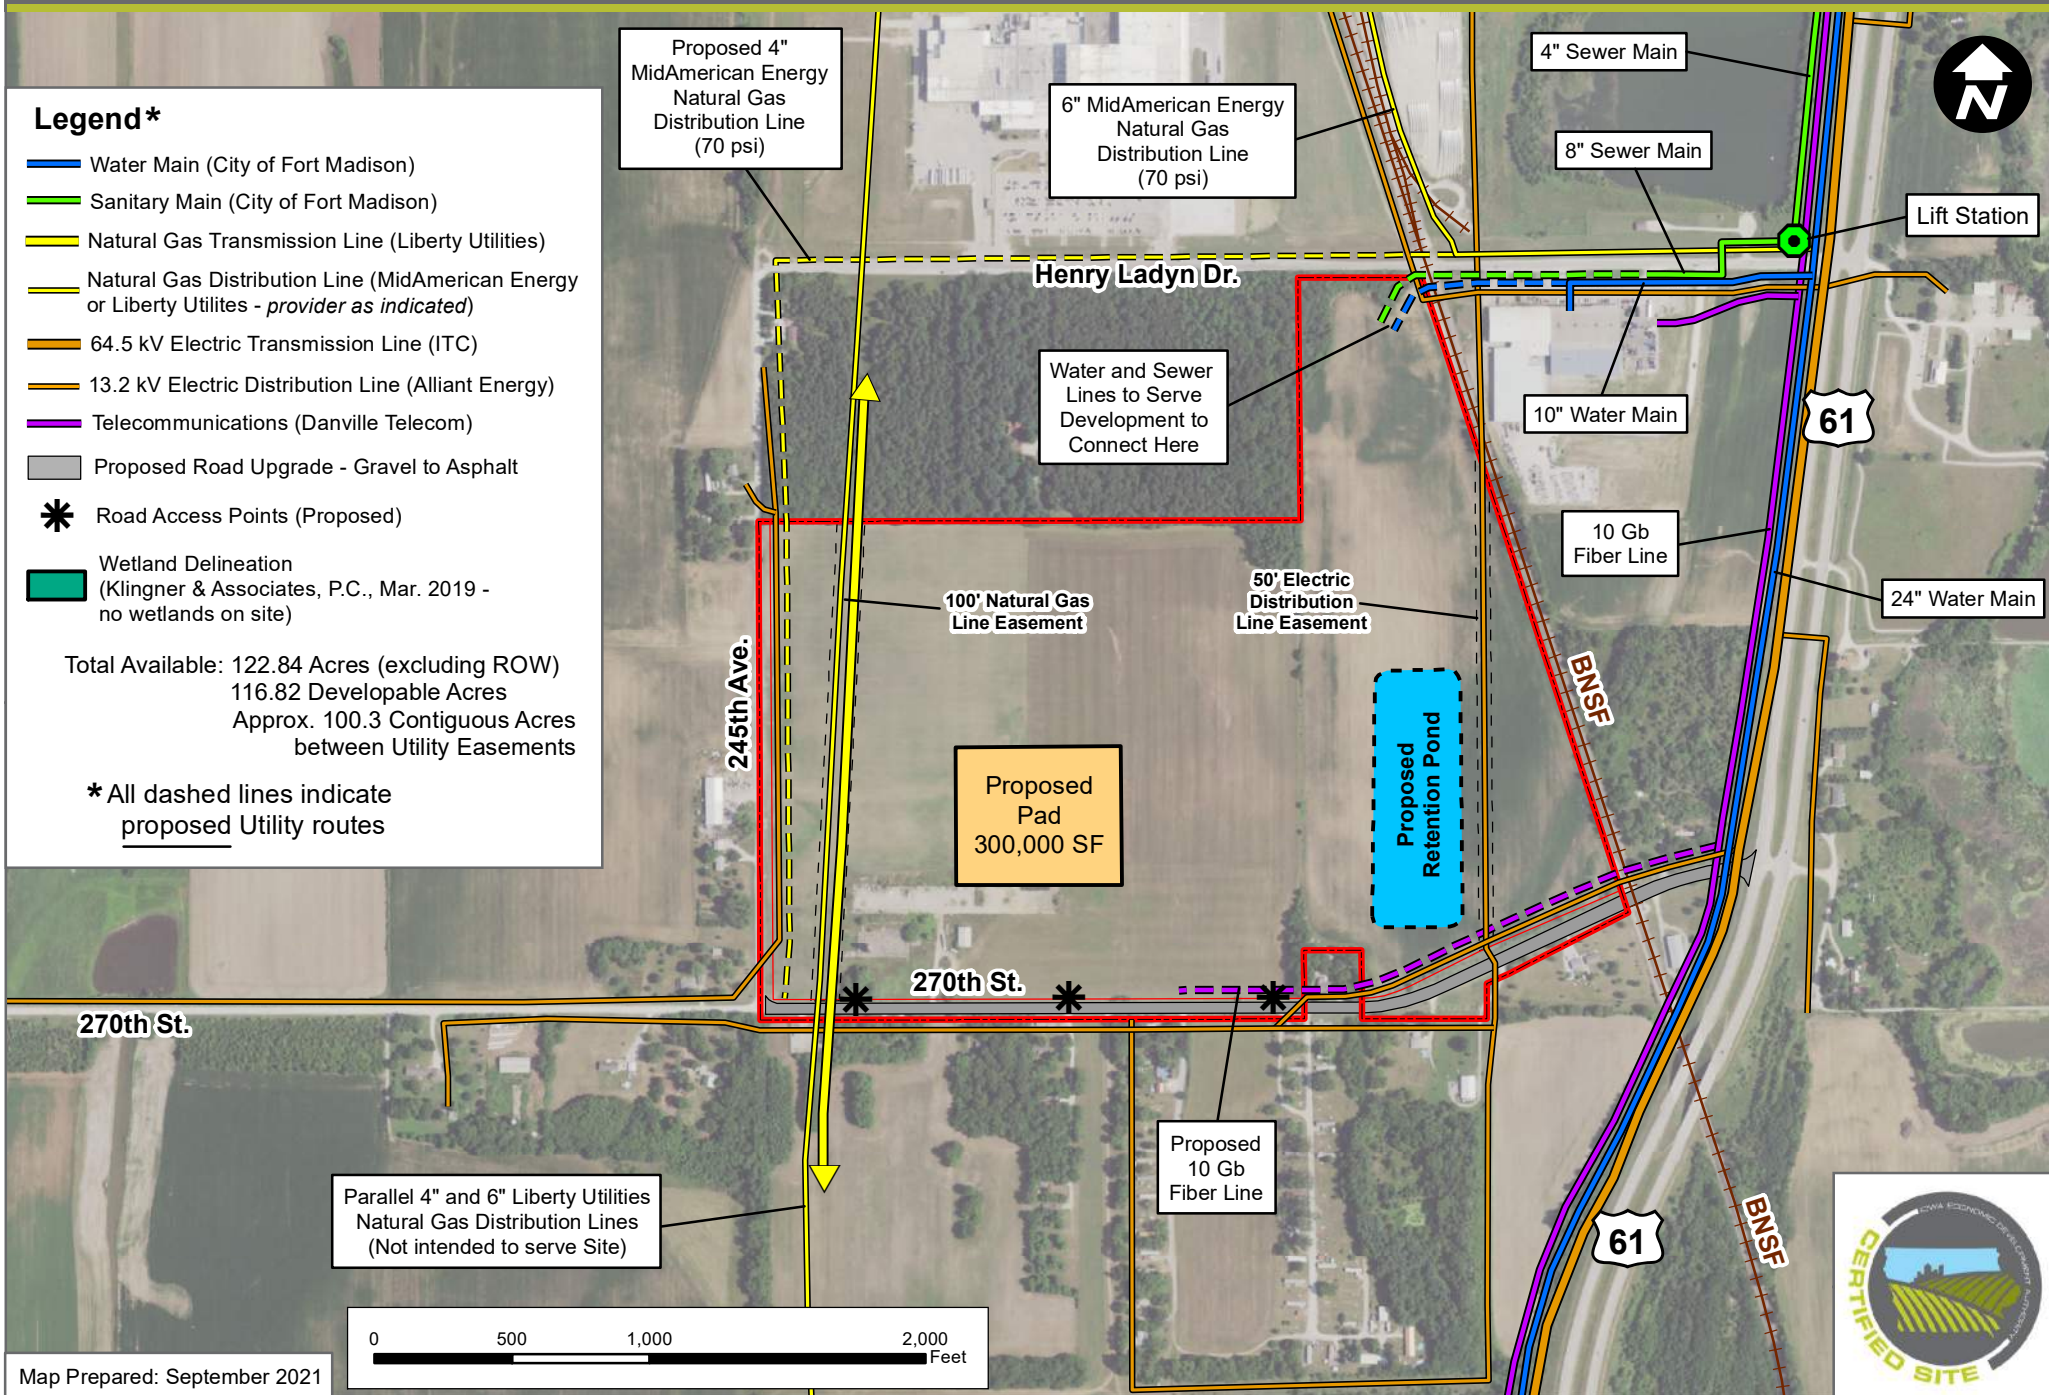 Legend*
Water Main (City of Fort Madison)
Sanitary Main (City of Fort Madison)
Natural Gas Transmission Line (Liberty Utilities)
Natural Gas Distribution Line (MidAmerican Energy
or Liberty Utilites - provider as indicated)
64.5 kV Electric Transmission Line (ITC)
13.2 kV Electric Distribution Line (Alliant Energy)
Telecommunications (Danville Telecom)
Proposed Road Upgrade - Gravel to Asphalt
Road Access Points (Proposed)
Wetland Delineation
(Klingner & Associates, P.C., Mar. 2019 -
no wetlands on site)
Total Available: 122.84 Acres (excluding ROW)
116.82 Developable Acres
Approx. 100.3 Contiguous Acres
between Utility Easements
* All dashed lines indicate
proposed Utility routes
Proposed 4"
MidAmerican Energy
Natural Gas
Distribution Line
(70 psi)
6" MidAmerican Energy
Natural Gas
Distribution Line
(70 psi)
4" Sewer Main
8" Sewer Main
Lift Station
N
Henry Ladyn Dr.
Water and Sewer
Lines to Serve
Development to
Connect Here
10" Water Main
61
10 Gb
Fiber Line
24" Water Main
100' Natural Gas
Line Easement
50' Electric
Distribution
Line Easement
BNSF
245th Ave.
Proposed
Pad
300,000 SF
Proposed
Retention Pond
270th St.
270th St.
Proposed
10 Gb
Fiber Line
Parallel 4" and 6" Liberty Utilities
Natural Gas Distribution Lines
(Not intended to serve Site)
61
BNSF
0 500 1,000 2,000
Feet
Map Prepared: September 2021
IOWA ECONOMIC DEVELOPMENT AUTHORITY
CERTIFIED SITE